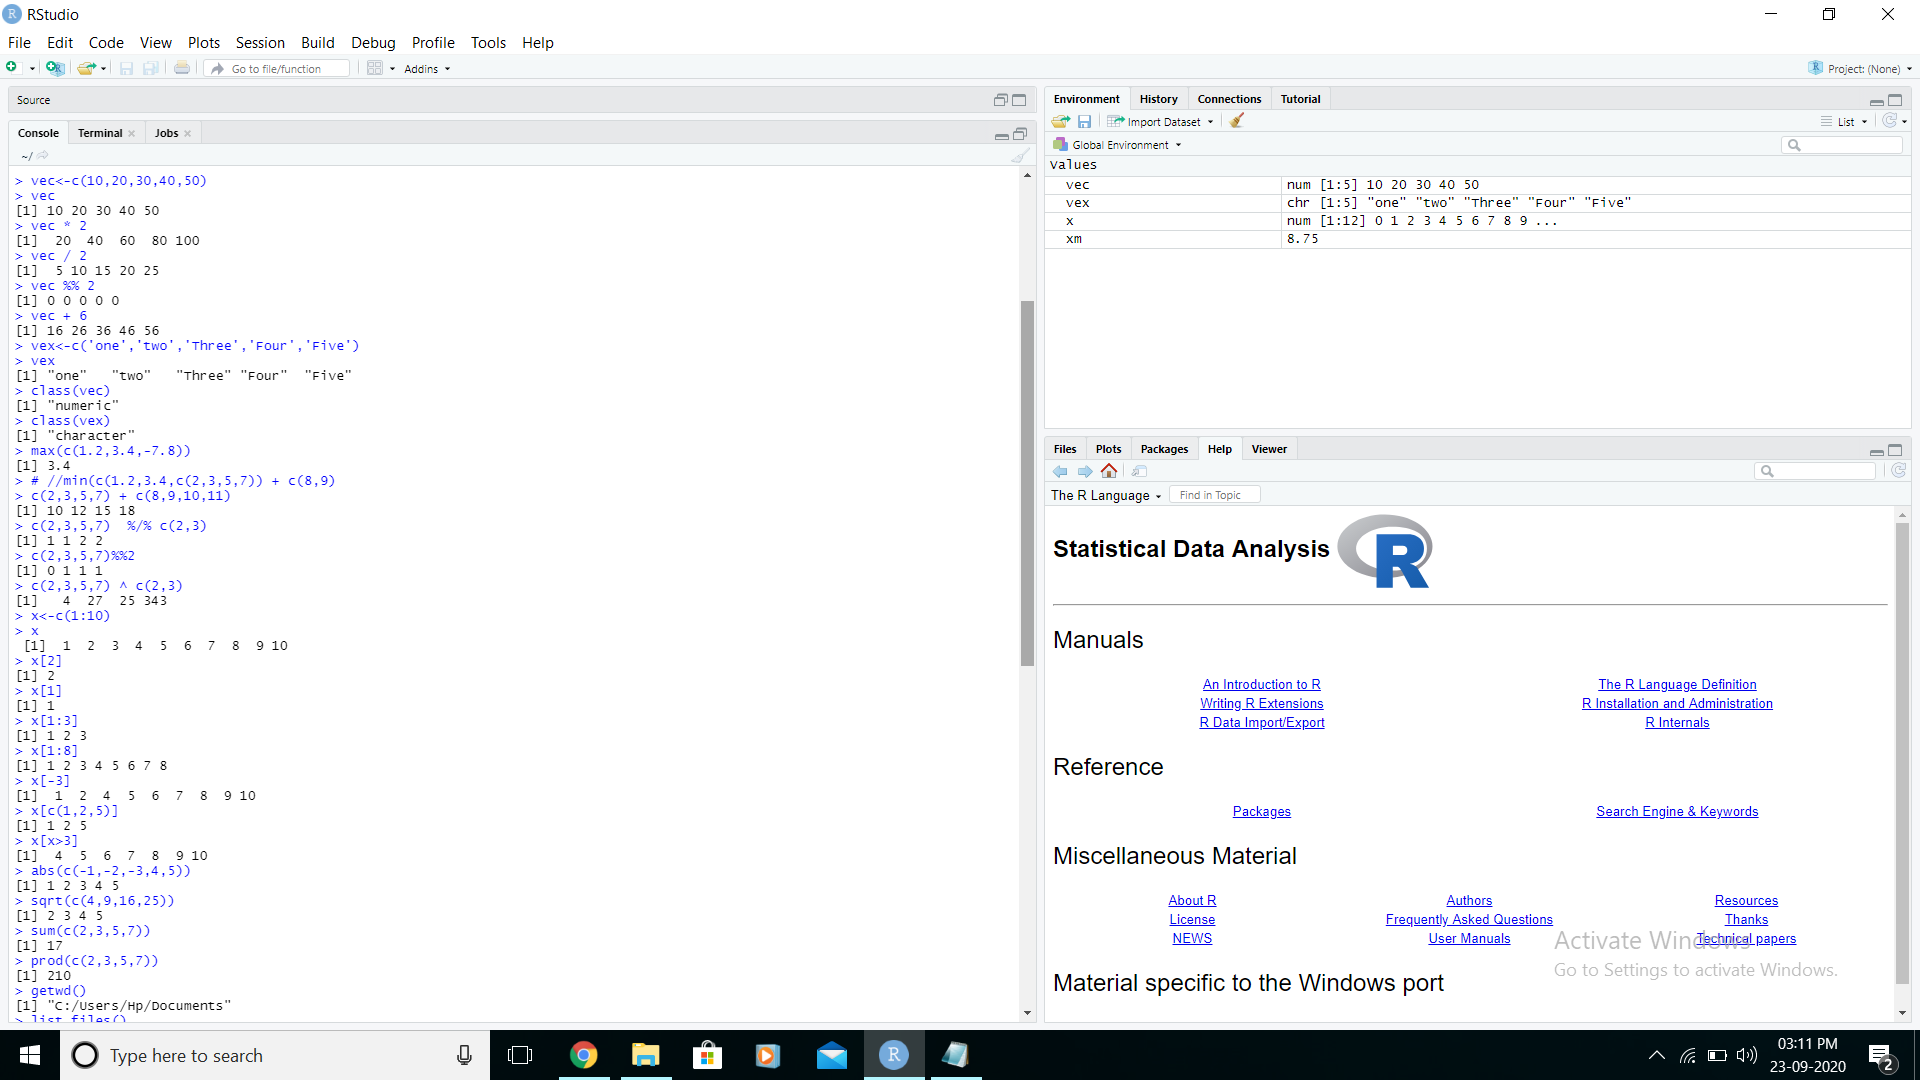 RStudio
File Edit Code View Plots Session Build Debug Profile Tools Help
Go to file/function Addins Project: (None)
Source
Console Terminal Jobs
~/
> vec<-c(10,20,30,40,50)
> vec
[1] 10 20 30 40 50
> vec * 2
[1]  20  40  60  80 100
> vec / 2
[1]  5 10 15 20 25
> vec %% 2
[1] 0 0 0 0 0
> vec + 6
[1] 16 26 36 46 56
> vex<-c('one','two','Three','Four','Five')
> vex
[1] "one"   "two"   "Three" "Four"  "Five"
> class(vec)
[1] "numeric"
> class(vex)
[1] "character"
> max(c(1.2,3.4,-7.8))
[1] 3.4
> # //min(c(1.2,3.4,c(2,3,5,7)) + c(8,9)
> c(2,3,5,7) + c(8,9,10,11)
[1] 10 12 15 18
> c(2,3,5,7)  %/% c(2,3)
[1] 1 1 2 2
> c(2,3,5,7)%%2
[1] 0 1 1 1
> c(2,3,5,7) ^ c(2,3)
[1]   4  27  25 343
> x<-c(1:10)
> x
[1]  1  2  3  4  5  6  7  8  9 10
> x[2]
[1] 2
> x[1]
[1] 1
> x[1:3]
[1] 1 2 3
> x[1:8]
[1] 1 2 3 4 5 6 7 8
> x[-3]
[1]  1  2  4  5  6  7  8  9 10
> x[c(1,2,5)]
[1] 1 2 5
> x[x>3]
[1]  4  5  6  7  8  9 10
> abs(c(-1,-2,-3,4,5))
[1] 1 2 3 4 5
> sqrt(c(4,9,16,25))
[1] 2 3 4 5
> sum(c(2,3,5,7))
[1] 17
> prod(c(2,3,5,7))
[1] 210
> getwd()
[1] "C:/Users/Hp/Documents"
> list.files()
Environment History Connections Tutorial
Import Dataset List
Global Environment
Values
vec num [1:5] 10 20 30 40 50
vex chr [1:5] "one" "two" "Three" "Four" "Five"
x num [1:12] 0 1 2 3 4 5 6 7 8 9 ...
xm 8.75
Files Plots Packages Help Viewer
The R Language Find in Topic
Statistical Data Analysis R
Manuals
An Introduction to R The R Language Definition
Writing R Extensions R Installation and Administration
R Data Import/Export R Internals
Reference
Packages Search Engine & Keywords
Miscellaneous Material
About R Authors Resources
License Frequently Asked Questions Thanks
NEWS User Manuals Technical papers
Activate Windows
Go to Settings to activate Windows.
Material specific to the Windows port
Type here to search
R
03:11 PM
23-09-2020
2